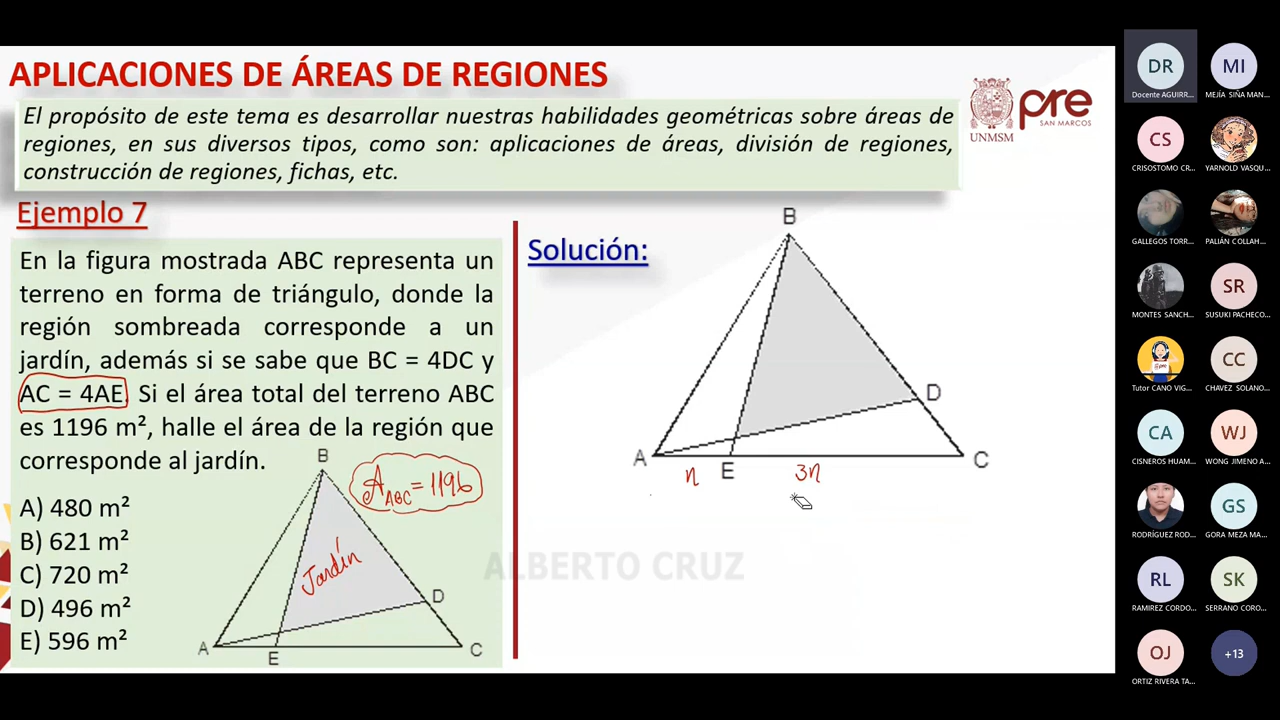 APLICACIONES DE ÁREAS DE REGIONES
El propósito de este tema es desarrollar nuestras habilidades geométricas sobre áreas de
regiones, en sus diversos tipos, como son: aplicaciones de áreas, división de regiones,
construcción de regiones, fichas, etc.
UNMSM
pre
SAN MARCOS
Ejemplo 7
En la figura mostrada ABC representa un
terreno en forma de triángulo, donde la
región sombreada corresponde a un
jardín, además si se sabe que BC = 4DC y
AC = 4AE. Si el área total del terreno ABC
es 1196 m², halle el área de la región que
corresponde al jardín.
A) 480 m²
B) 621 m²
C) 720 m²
D) 496 m²
E) 596 m²
B
A_ABC = 1196
Jardín
D
A
E
C
Solución:
B
D
A
n
E
3n
C
ALBERTO CRUZ
DR
Docente AGUIRR...
MI
MEJÍA SIÑA MAN...
CS
CRISOSTOMO CR...
YARNOLD VASQU...
GALLEGOS TORR...
PALIÁN COLLAH...
MONTES SANCH...
SR
SUSUKI PACHECO...
Tutor CANO VIG...
CC
CHAVEZ SOLANO...
CA
CISNEROS HUAM...
WJ
WONG JIMENO A...
RODRÍGUEZ ROD...
GS
GORA MEZA MA...
RL
RAMIREZ CORDO...
SK
SERRANO CORO...
OJ
ORTIZ RIVERA TA...
+13